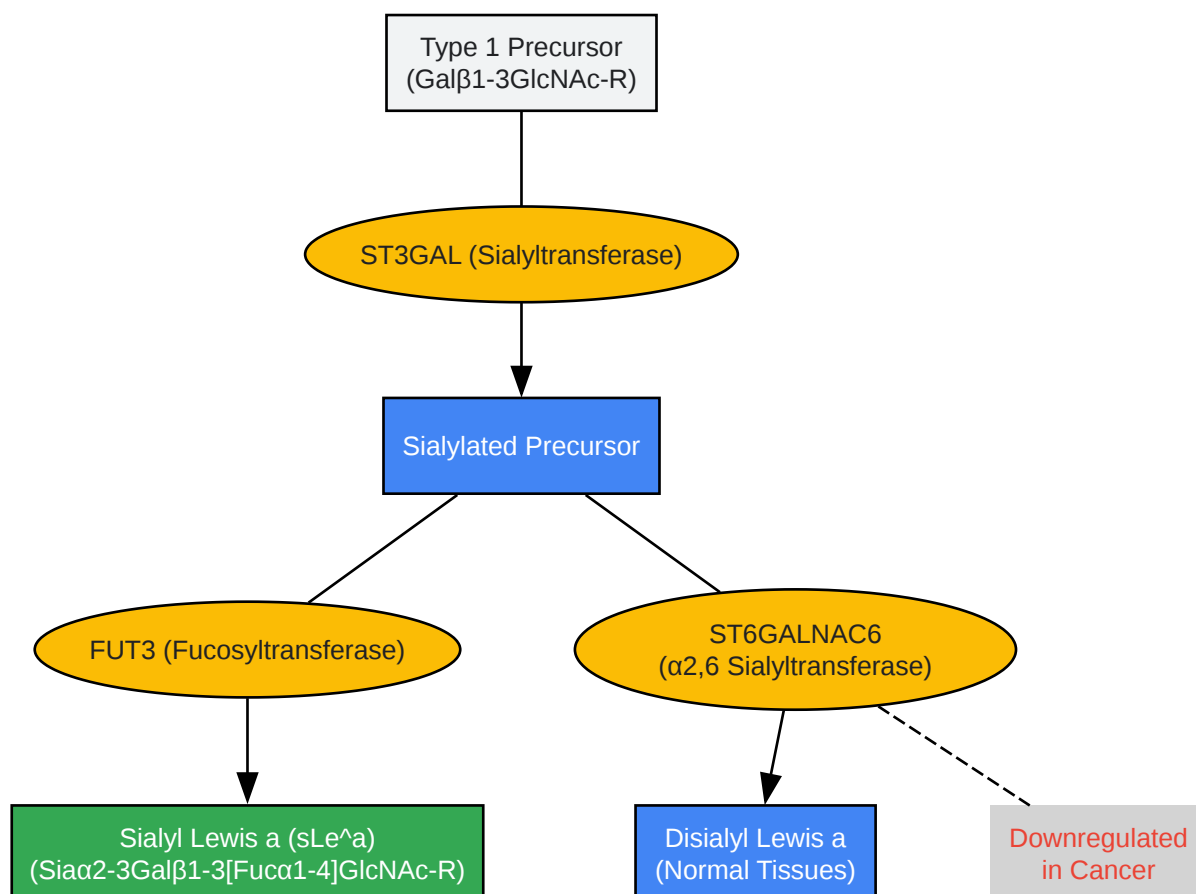 Type 1 Precursor
(Galβ1-3GlcNAc-R)
ST3GAL (Sialyltransferase)
Sialylated Precursor
FUT3 (Fucosyltransferase)
ST6GALNAC6
(α2,6 Sialyltransferase)
Sialyl Lewis a (sLe^a)
(Siaα2-3Galβ1-3[Fucα1-4]GlcNAc-R)
Disialyl Lewis a
(Normal Tissues)
Downregulated
in Cancer